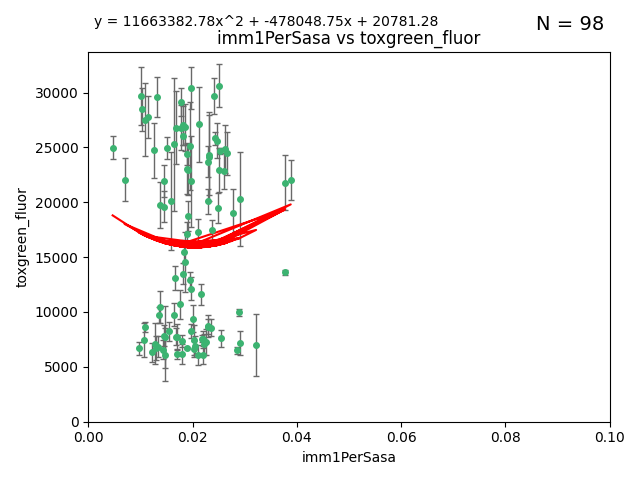 y = 11663382.78x^2 + -478048.75x + 20781.28
N = 98
imm1PerSasa vs toxgreen_fluor
toxgreen_fluor
30000
25000
20000
15000
10000
5000
0
0.00 0.02 0.04 0.06 0.08 0.10
imm1PerSasa